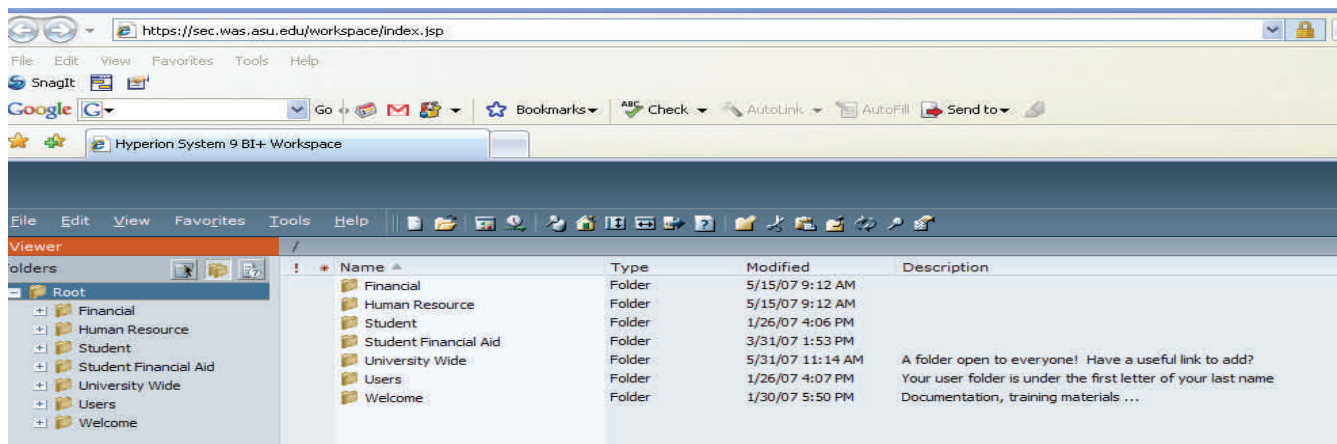 https://sec.was.asu.edu/workspace/index.jsp
File Edit View Favorites Tools Help
SnagIt
Google G Go Bookmarks ABC Check AutoLink AutoFill Send to
Hyperion System 9 BI+ Workspace
File Edit View Favorites Tools Help
Viewer /
olders ! * Name Type Modified Description
Root
Financial Folder 5/15/07 9:12 AM
Human Resource Folder 5/15/07 9:12 AM
Student Folder 1/26/07 4:06 PM
Student Financial Aid Folder 3/31/07 1:53 PM
University Wide Folder 5/31/07 11:14 AM A folder open to everyone! Have a useful link to add?
Users Folder 1/26/07 4:07 PM Your user folder is under the first letter of your last name
Welcome Folder 1/30/07 5:50 PM Documentation, training materials ...
Financial
Human Resource
Student
Student Financial Aid
University Wide
Users
Welcome